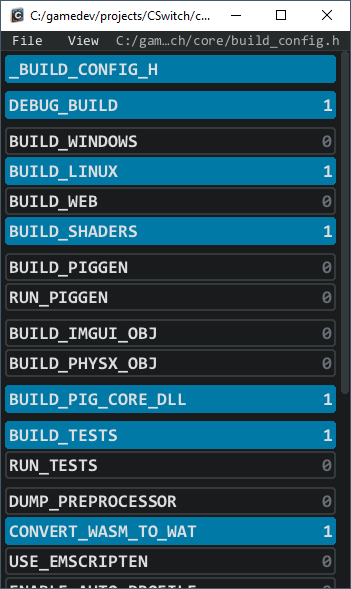 C:/gamedev/projects/CSwitch/c...
File View C:/gam…ch/core/build_config.h
_BUILD_CONFIG_H
DEBUG_BUILD 1
BUILD_WINDOWS 0
BUILD_LINUX 1
BUILD_WEB 0
BUILD_SHADERS 1
BUILD_PIGGEN 0
RUN_PIGGEN 0
BUILD_IMGUI_OBJ 0
BUILD_PHYSX_OBJ 0
BUILD_PIG_CORE_DLL 1
BUILD_TESTS 1
RUN_TESTS 0
DUMP_PREPROCESSOR 0
CONVERT_WASM_TO_WAT 1
USE_EMSCRIPTEN 0
ENABLE_AUTO_PROFILE